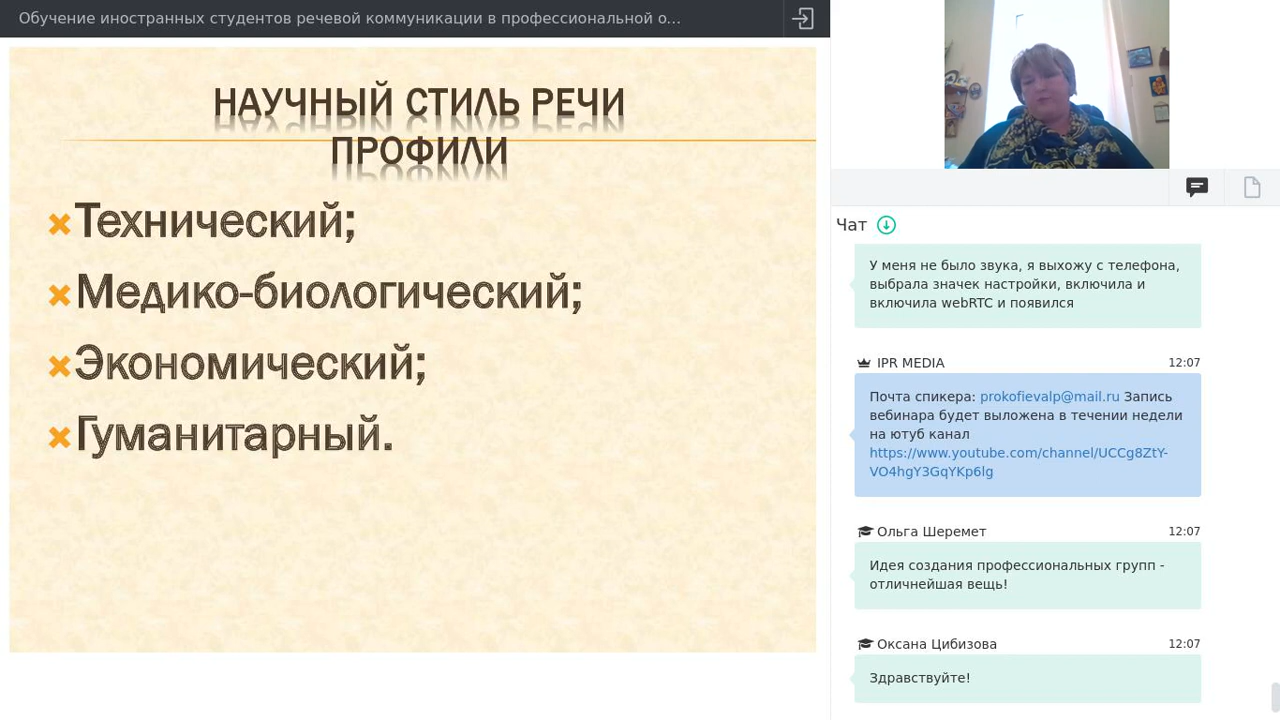 Обучение иностранных студентов речевой коммуникации в профессиональной о...
НАУЧНЫЙ СТИЛЬ РЕЧИ
ПРОФИЛИ
Технический;
Медико-биологический;
Экономический;
Гуманитарный.
Чат
У меня не было звука, я выхожу с телефона,
выбрала значек настройки, включила и
включила webRTC и появился
IPR MEDIA 12:07
Почта спикера: prokofievalp@mail.ru Запись
вебинара будет выложена в течении недели
на ютуб канал
https://www.youtube.com/channel/UCCg8ZtY-
VO4hgY3GqYKp6lg
Ольга Шеремет 12:07
Идея создания профессиональных групп -
отличнейшая вещь!
Оксана Цибизова 12:07
Здравствуйте!